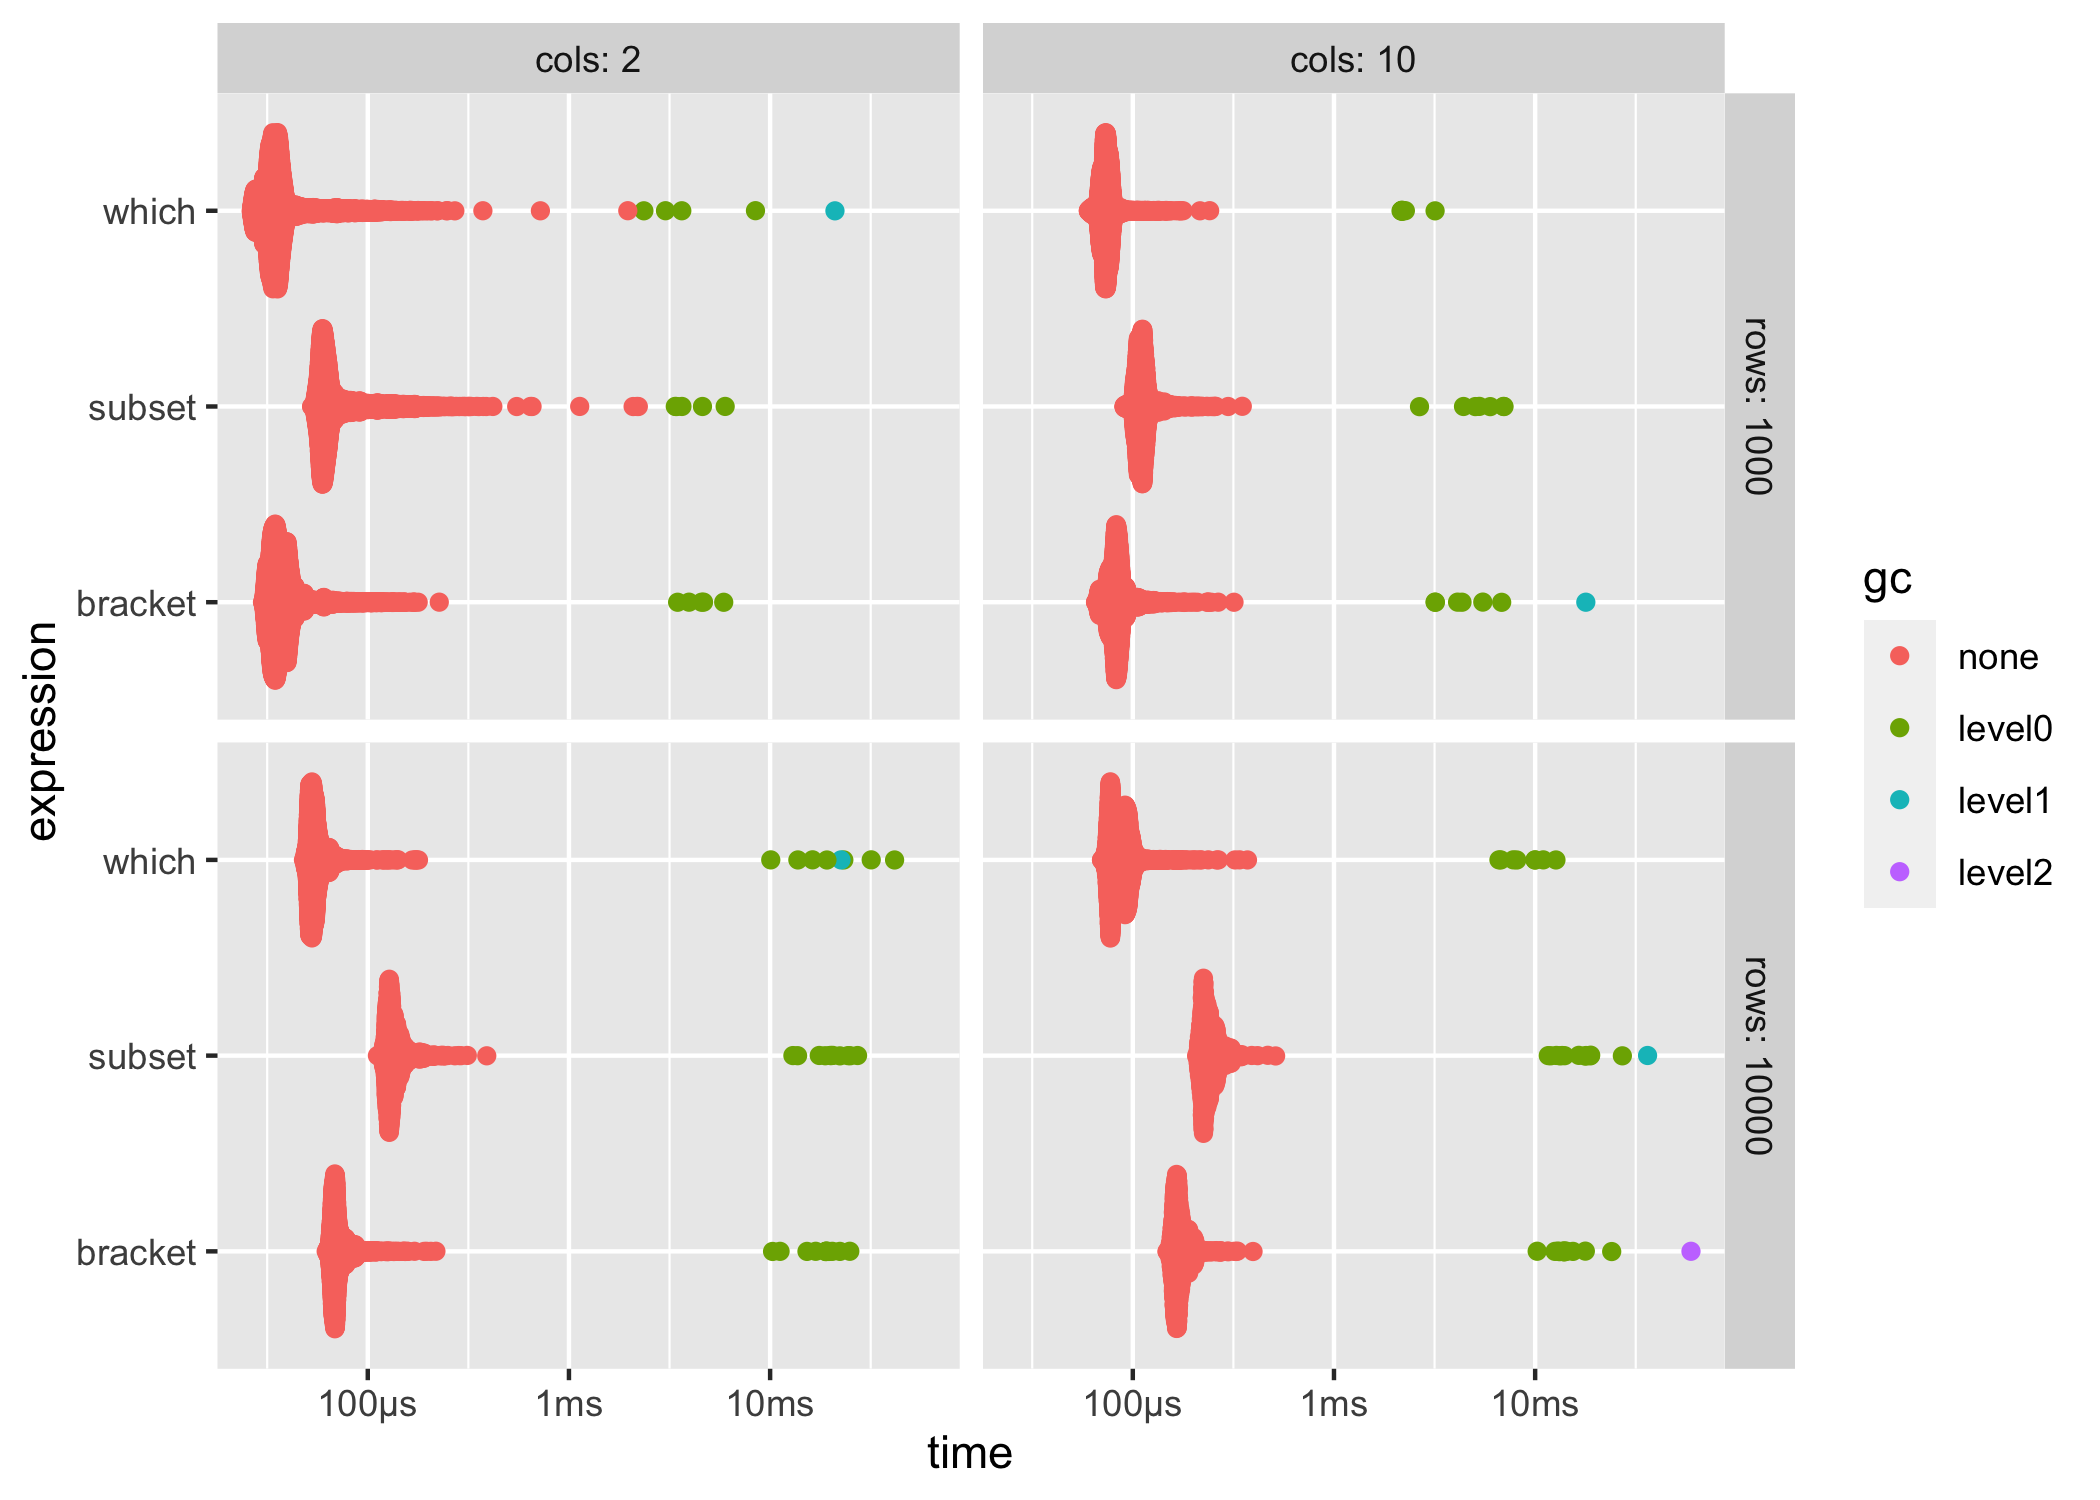 cols: 2
cols: 10
which
subset
bracket
rows: 1000
which
subset
bracket
rows: 10000
100µs
1ms
10ms
100µs
1ms
10ms
time
expression
gc
none
level0
level1
level2